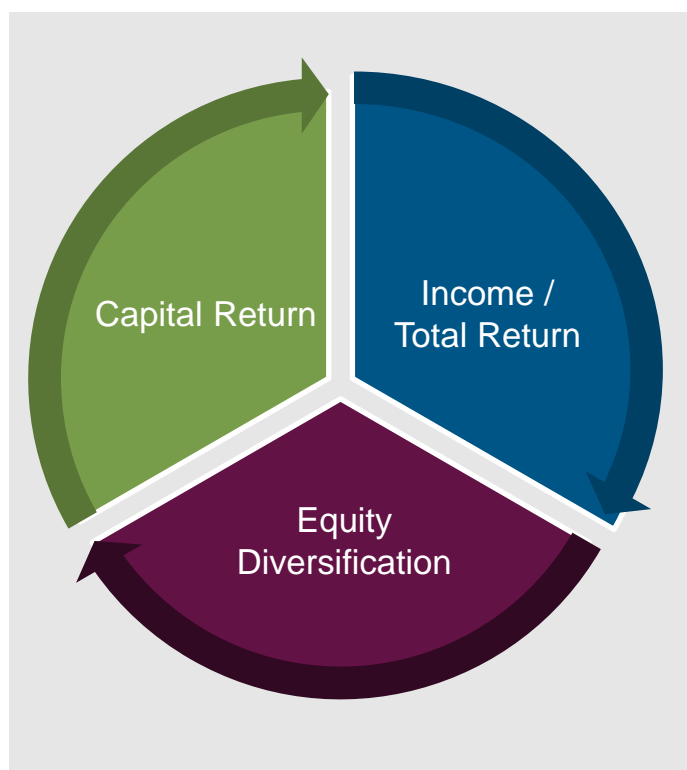 Capital Return
Income /
Total Return
Equity
Diversification